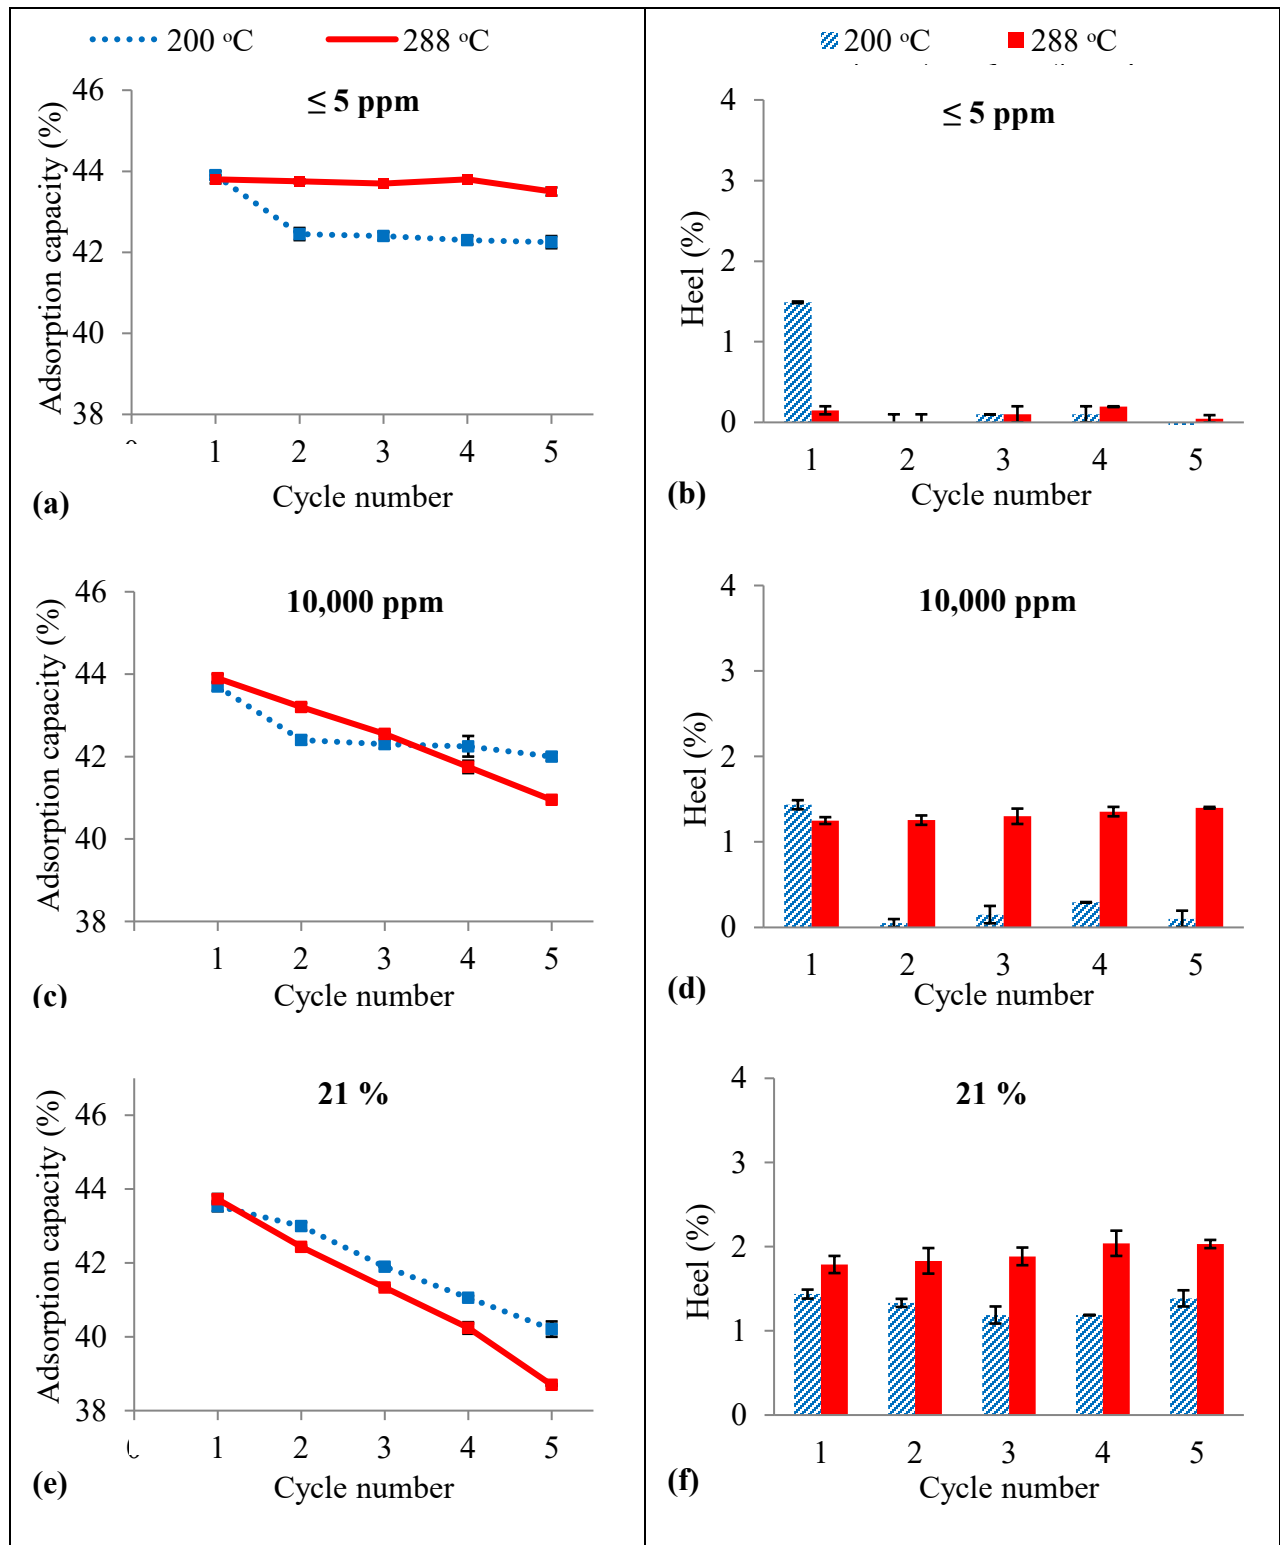 200 ºC 288 ºC
≤ 5 ppm
Adsorption capacity (%)
46
44
42
40
38
1 2 3 4 5
Cycle number
(a)
200 ºC 288 ºC
≤ 5 ppm
Heel (%)
4
3
2
1
0
1 2 3 4 5
Cycle number
(b)
10,000 ppm
Adsorption capacity (%)
46
44
42
40
38
1 2 3 4 5
Cycle number
(c)
10,000 ppm
Heel (%)
4
3
2
1
0
1 2 3 4 5
Cycle number
(d)
21 %
Adsorption capacity (%)
46
44
42
40
38
1 2 3 4 5
Cycle number
(e)
21 %
Heel (%)
4
3
2
1
0
1 2 3 4 5
Cycle number
(f)